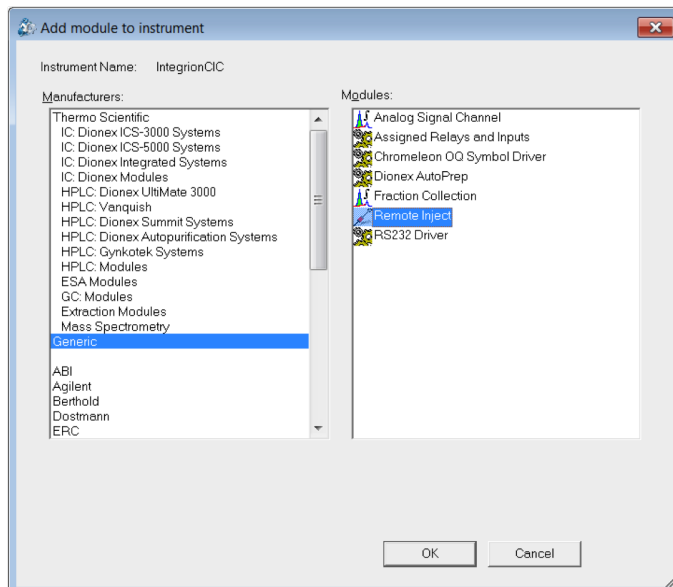 Add module to instrument
Instrument Name: IntegrionCIC
Manufacturers:
Thermo Scientific
IC: Dionex ICS-3000 Systems
IC: Dionex ICS-5000 Systems
IC: Dionex Integrated Systems
IC: Dionex Modules
HPLC: Dionex UltiMate 3000
HPLC: Vanquish
HPLC: Dionex Summit Systems
HPLC: Dionex Autopurification Systems
HPLC: Gynkotek Systems
HPLC: Modules
ESA Modules
GC: Modules
Extraction Modules
Mass Spectrometry
Generic
ABI
Agilent
Berthold
Dostmann
ERC
Modules:
Analog Signal Channel
Assigned Relays and Inputs
Chromeleon OQ Symbol Driver
Dionex AutoPrep
Fraction Collection
Remote Inject
RS232 Driver
OK
Cancel